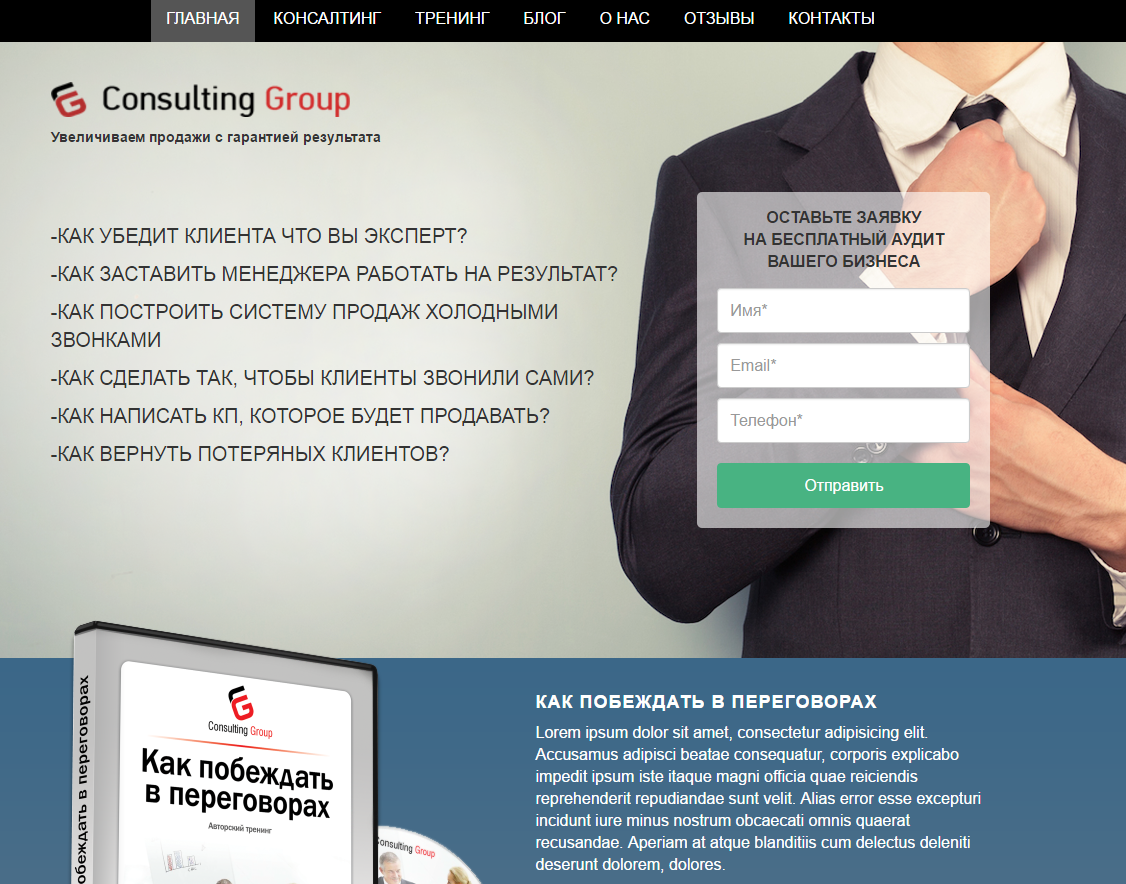 ГЛАВНАЯ КОНСАЛТИНГ ТРЕНИНГ БЛОГ О НАС ОТЗЫВЫ КОНТАКТЫ
Consulting Group
Увеличиваем продажи с гарантией результата
-КАК УБЕДИТ КЛИЕНТА ЧТО ВЫ ЭКСПЕРТ?
-КАК ЗАСТАВИТЬ МЕНЕДЖЕРА РАБОТАТЬ НА РЕЗУЛЬТАТ?
-КАК ПОСТРОИТЬ СИСТЕМУ ПРОДАЖ ХОЛОДНЫМИ
ЗВОНКАМИ
-КАК СДЕЛАТЬ ТАК, ЧТОБЫ КЛИЕНТЫ ЗВОНИЛИ САМИ?
-КАК НАПИСАТЬ КП, КОТОРОЕ БУДЕТ ПРОДАВАТЬ?
-КАК ВЕРНУТЬ ПОТЕРЯНЫХ КЛИЕНТОВ?
ОСТАВЬТЕ ЗАЯВКУ
НА БЕСПЛАТНЫЙ АУДИТ
ВАШЕГО БИЗНЕСА
Имя*
Email*
Телефон*
Отправить
обеждать в переговорах
Consulting Group
Как побеждать
в переговорах
Авторский тренинг
Consulting Group
КАК ПОБЕЖДАТЬ В ПЕРЕГОВОРАХ
Lorem ipsum dolor sit amet, consectetur adipisicing elit.
Accusamus adipisci beatae consequatur, corporis explicabo
impedit ipsum iste itaque magni officia quae reiciendis
reprehenderit repudiandae sunt velit. Alias error esse excepturi
incidunt iure minus nostrum obcaecati omnis quaerat
recusandae. Aperiam at atque blanditiis cum delectus deleniti
deserunt dolorem, dolores.